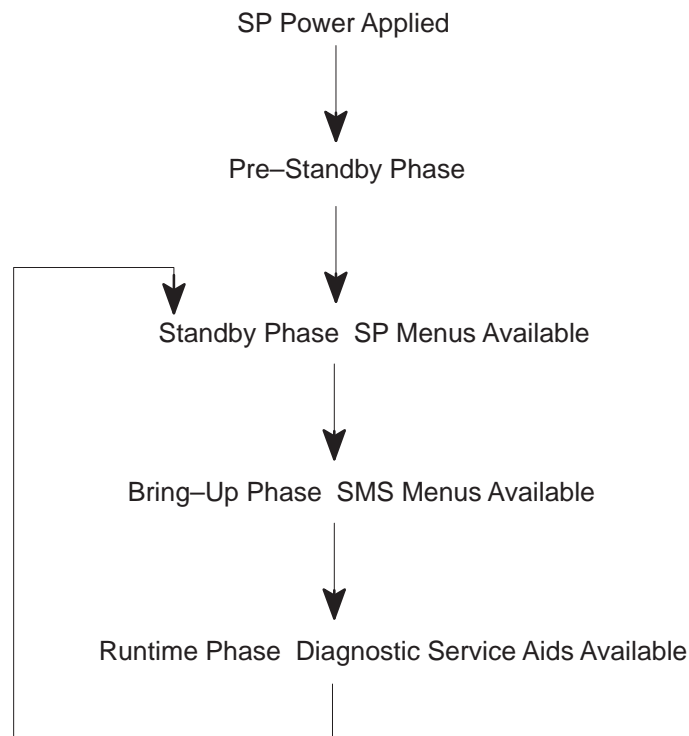 SP Power Applied
Pre–Standby Phase
Standby Phase  SP Menus Available
Bring–Up Phase  SMS Menus Available
Runtime Phase  Diagnostic Service Aids Available